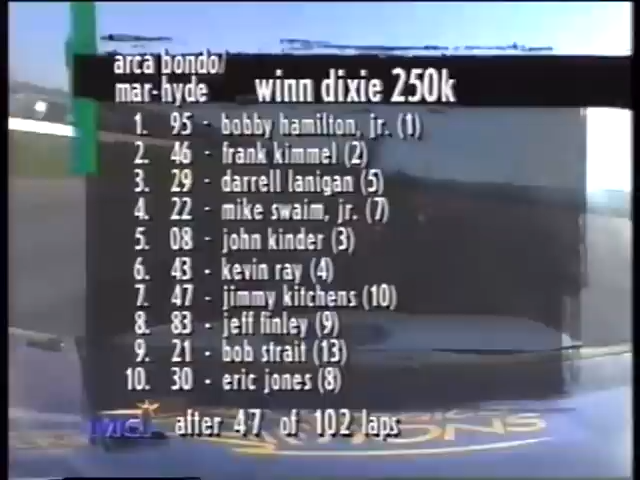 arca bondo/
mar-hyde winn dixie 250k
1. 95 - bobby hamilton, jr. (1)
2. 46 - frank kimmel (2)
3. 29 - darrell lanigan (5)
4. 22 - mike swaim, jr. (7)
5. 08 - john kinder (3)
6. 43 - kevin ray (4)
7. 47 - jimmy kitchens (10)
8. 83 - jeff finley (9)
9. 21 - bob strait (13)
10. 30 - eric jones (8)
MCI after 47 of 102 laps